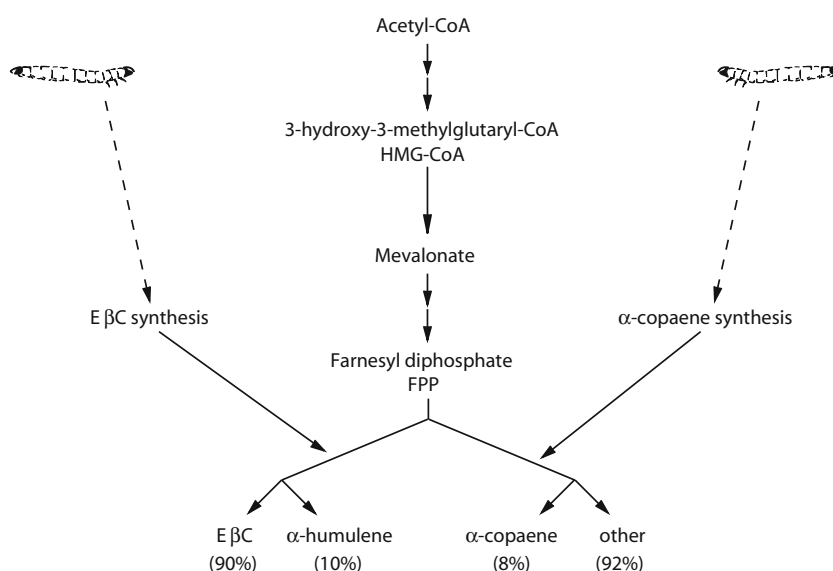 Acetyl-CoA
3-hydroxy-3-methylglutaryl-CoA
HMG-CoA
Mevalonate
E βC synthesis
α-copaene synthesis
Farnesyl diphosphate
FPP
E βC α-humulene α-copaene other
(90%) (10%) (8%) (92%)